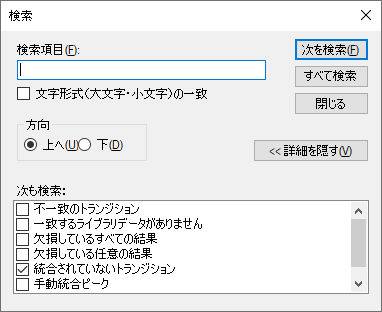 検索
検索項目(F):
次を検索(F)
すべて検索
文字形式(大文字・小文字)の一致
閉じる
方向
上へ(U)
下(D)
<< 詳細を隠す(V)
次も検索:
不一致のトランジション
一致するライブラリデータがありません
欠損しているすべての結果
欠損している任意の結果
統合されていないトランジション
手動統合ピーク